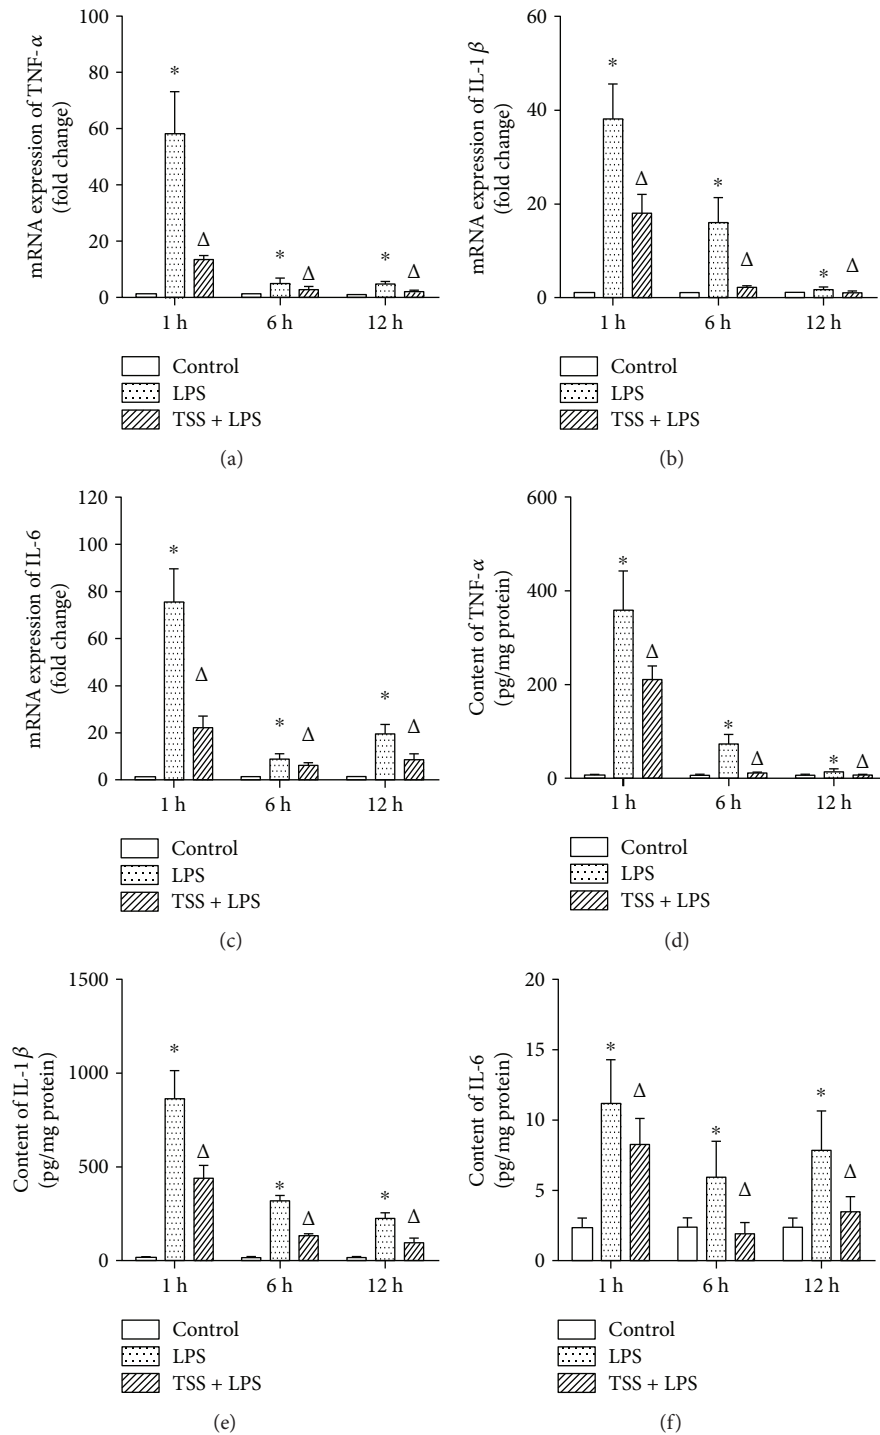 mRNA expression of TNF-α
(fold change)
100
80
60
40
20
0
*
Δ
*
Δ
*
Δ
1 h
6 h
12 h
Control
LPS
TSS + LPS
(a)
mRNA expression of IL-1β
(fold change)
60
40
20
0
*
Δ
*
Δ
*
Δ
1 h
6 h
12 h
Control
LPS
TSS + LPS
(b)
mRNA expression of IL-6
(fold change)
120
100
80
60
40
20
0
*
Δ
*
Δ
*
Δ
1 h
6 h
12 h
Control
LPS
TSS + LPS
(c)
Content of TNF-α
(pg/mg protein)
600
400
200
0
*
Δ
*
Δ
*
Δ
1 h
6 h
12 h
Control
LPS
TSS + LPS
(d)
Content of IL-1β
(pg/mg protein)
1500
1000
500
0
*
Δ
*
Δ
*
Δ
1 h
6 h
12 h
Control
LPS
TSS + LPS
(e)
Content of IL-6
(pg/mg protein)
20
15
10
5
0
*
Δ
*
Δ
*
Δ
1 h
6 h
12 h
Control
LPS
TSS + LPS
(f)